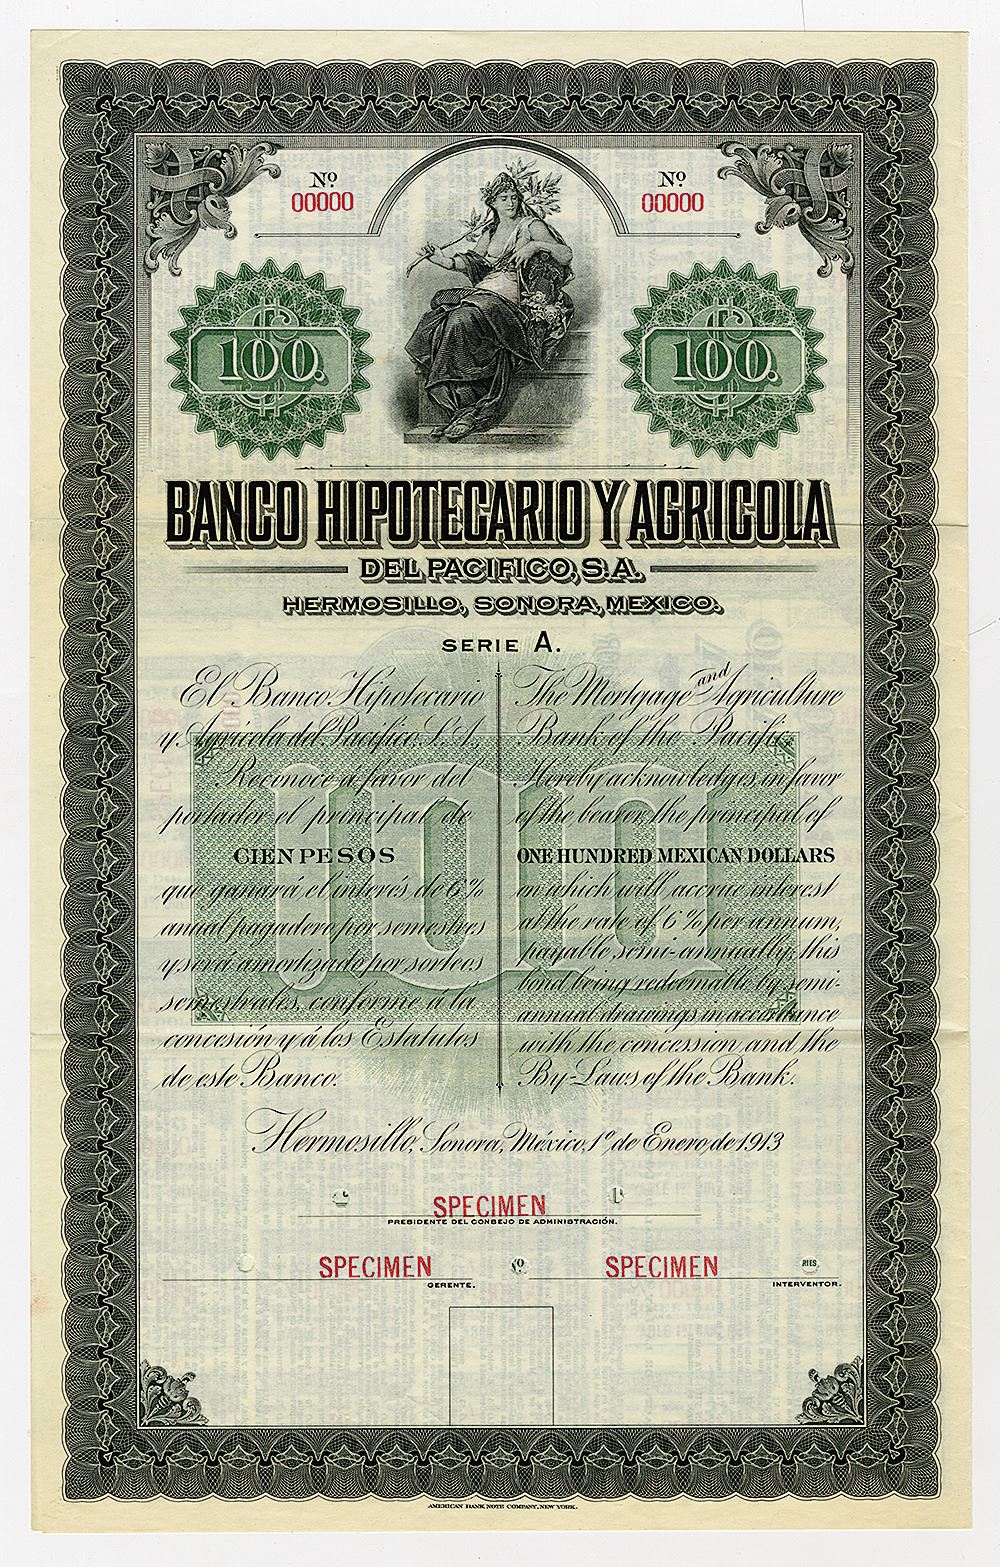 Nº 00000
Nº 00000
100.
100.
BANCO HIPOTECARIO Y AGRICOLA
DEL PACIFICO, S.A.
HERMOSILLO, SONORA, MEXICO.
SERIE A.
El Banco Hipotecario
y Agricola del Pacífico, S. A.,
Reconoce a favor del
portador el principal de
CIEN PESOS
que ganará el interés de 6%
anual pagadero por semestres
y será amortizado por sorteos
semestrales, conforme á la
concesión y á los Estatutos
de este Banco.
The Mortgage and Agriculture
Bank of the Pacific,
Hereby acknowledges in favor
of the bearer, the principal of
ONE HUNDRED MEXICAN DOLLARS
on which will accrue interest
at the rate of 6% per annum,
payable semi-annually; this
bond being redeemable by semi-
annual drawings in accordance
with the concession and the
By-Laws of the Bank.
100
Hermosillo, Sonora, México, 1º de Enero de 1913
SPECIMEN
PRESIDENTE DEL CONSEJO DE ADMINISTRACIÓN.
SPECIMEN
GERENTE.
SPECIMEN
INTERVENTOR.
AMERICAN BANK NOTE COMPANY, NEW YORK.